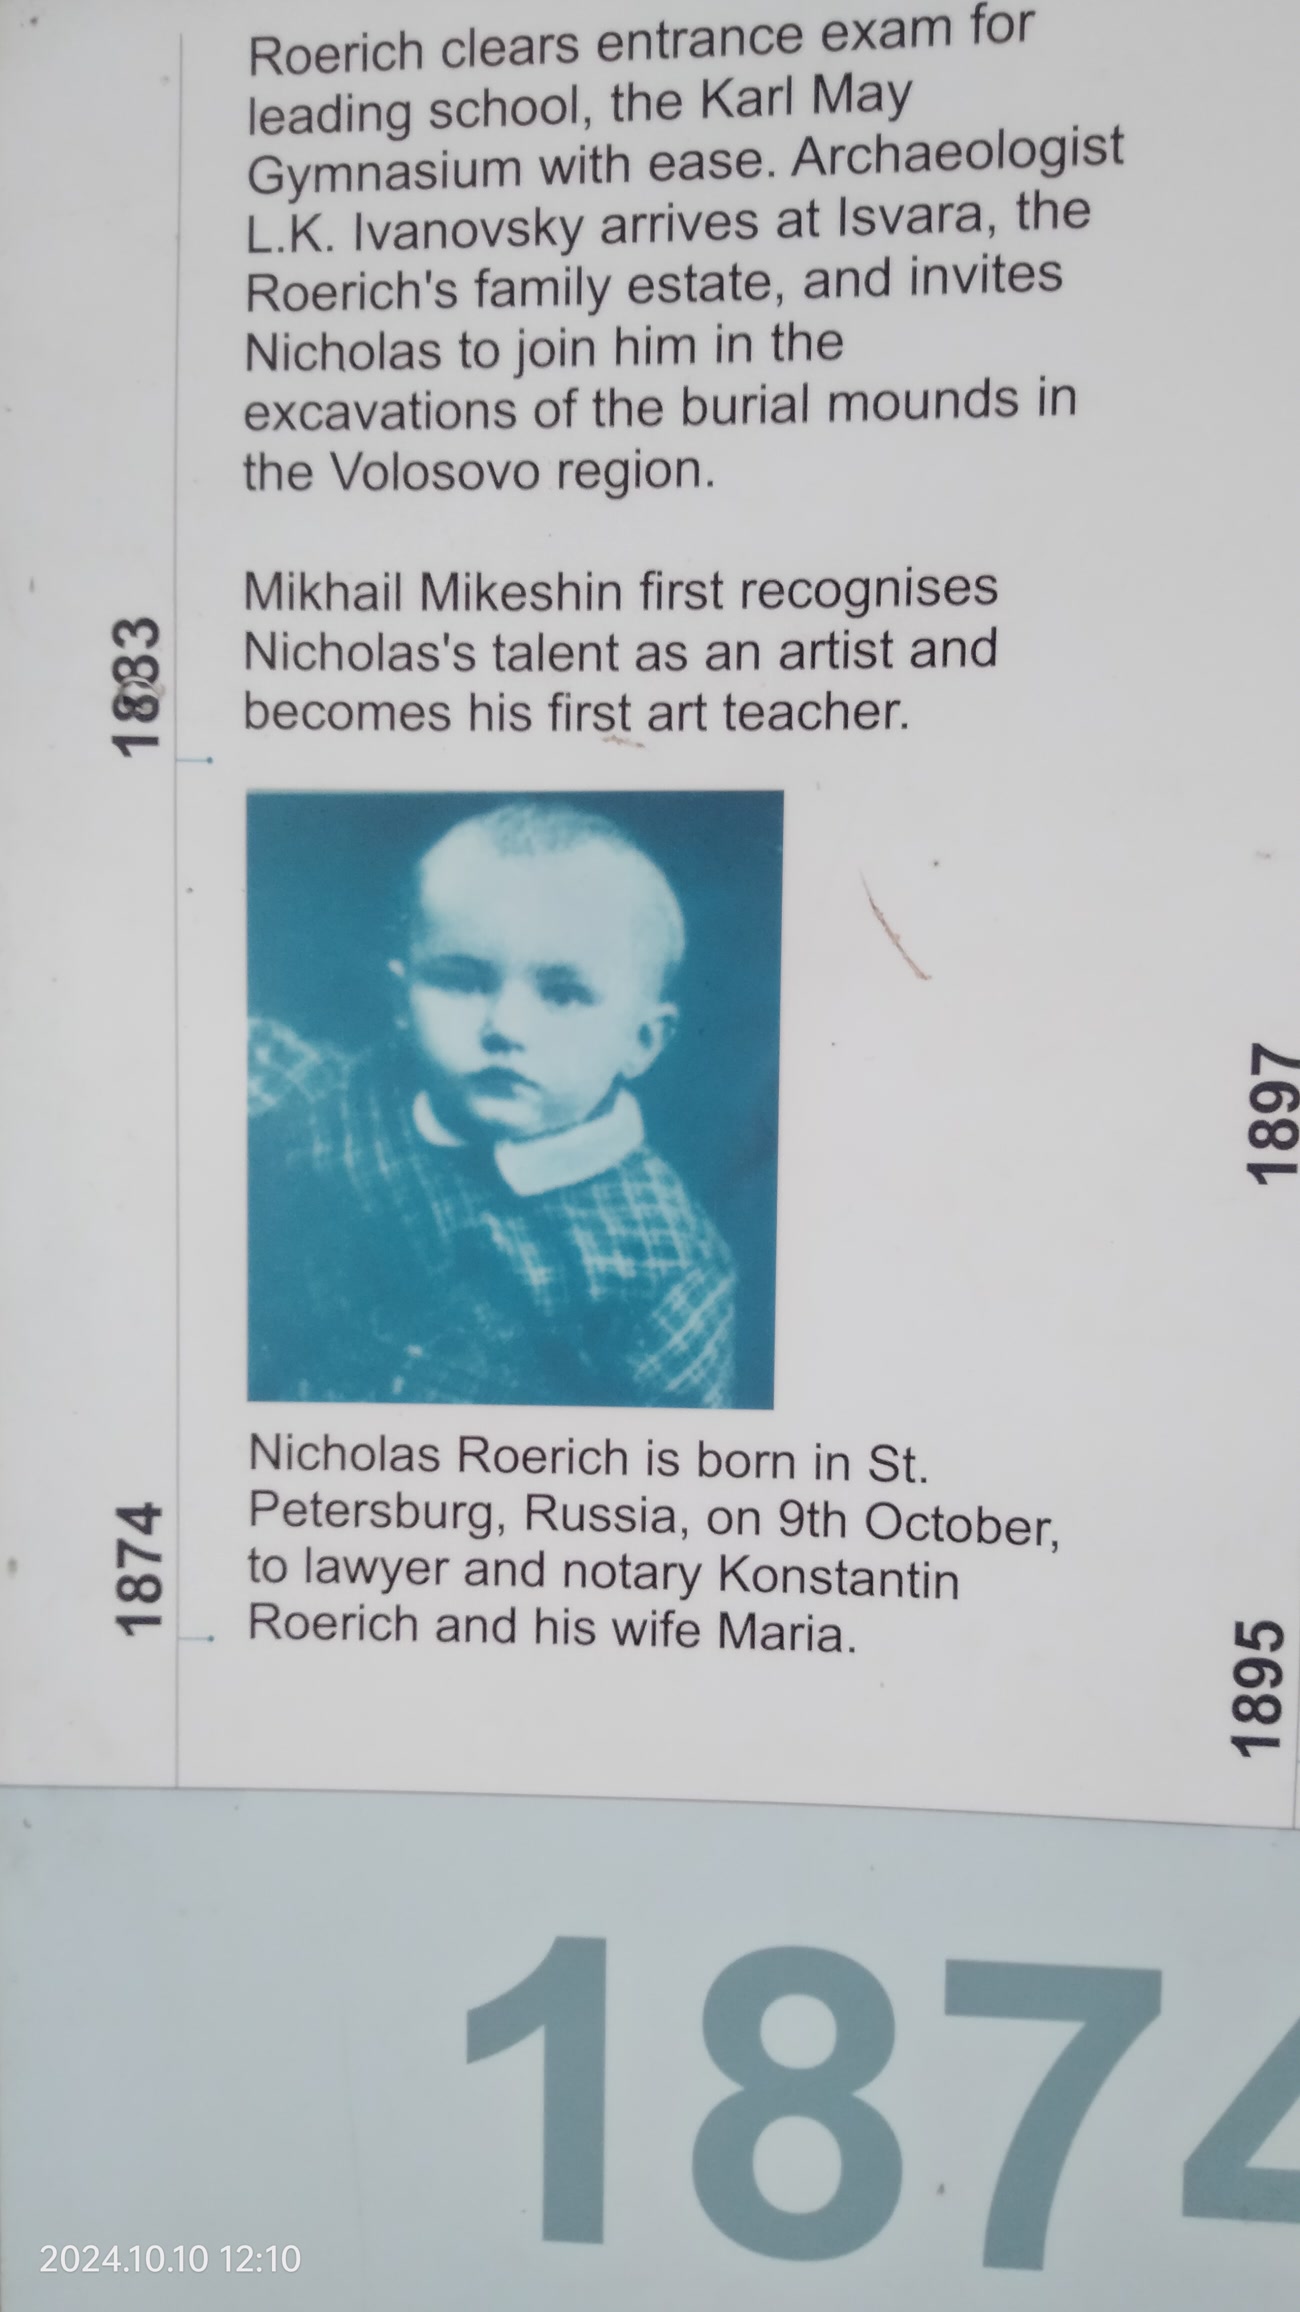 Roerich clears entrance exam for
leading school, the Karl May
Gymnasium with ease. Archaeologist
L.K. Ivanovsky arrives at Isvara, the
Roerich's family estate, and invites
Nicholas to join him in the
excavations of the burial mounds in
the Volosovo region.
Mikhail Mikeshin first recognises
Nicholas's talent as an artist and
becomes his first art teacher.
1883
Nicholas Roerich is born in St.
Petersburg, Russia, on 9th October,
to lawyer and notary Konstantin
Roerich and his wife Maria.
1874
1897
1895
1874
2024.10.10 12:10